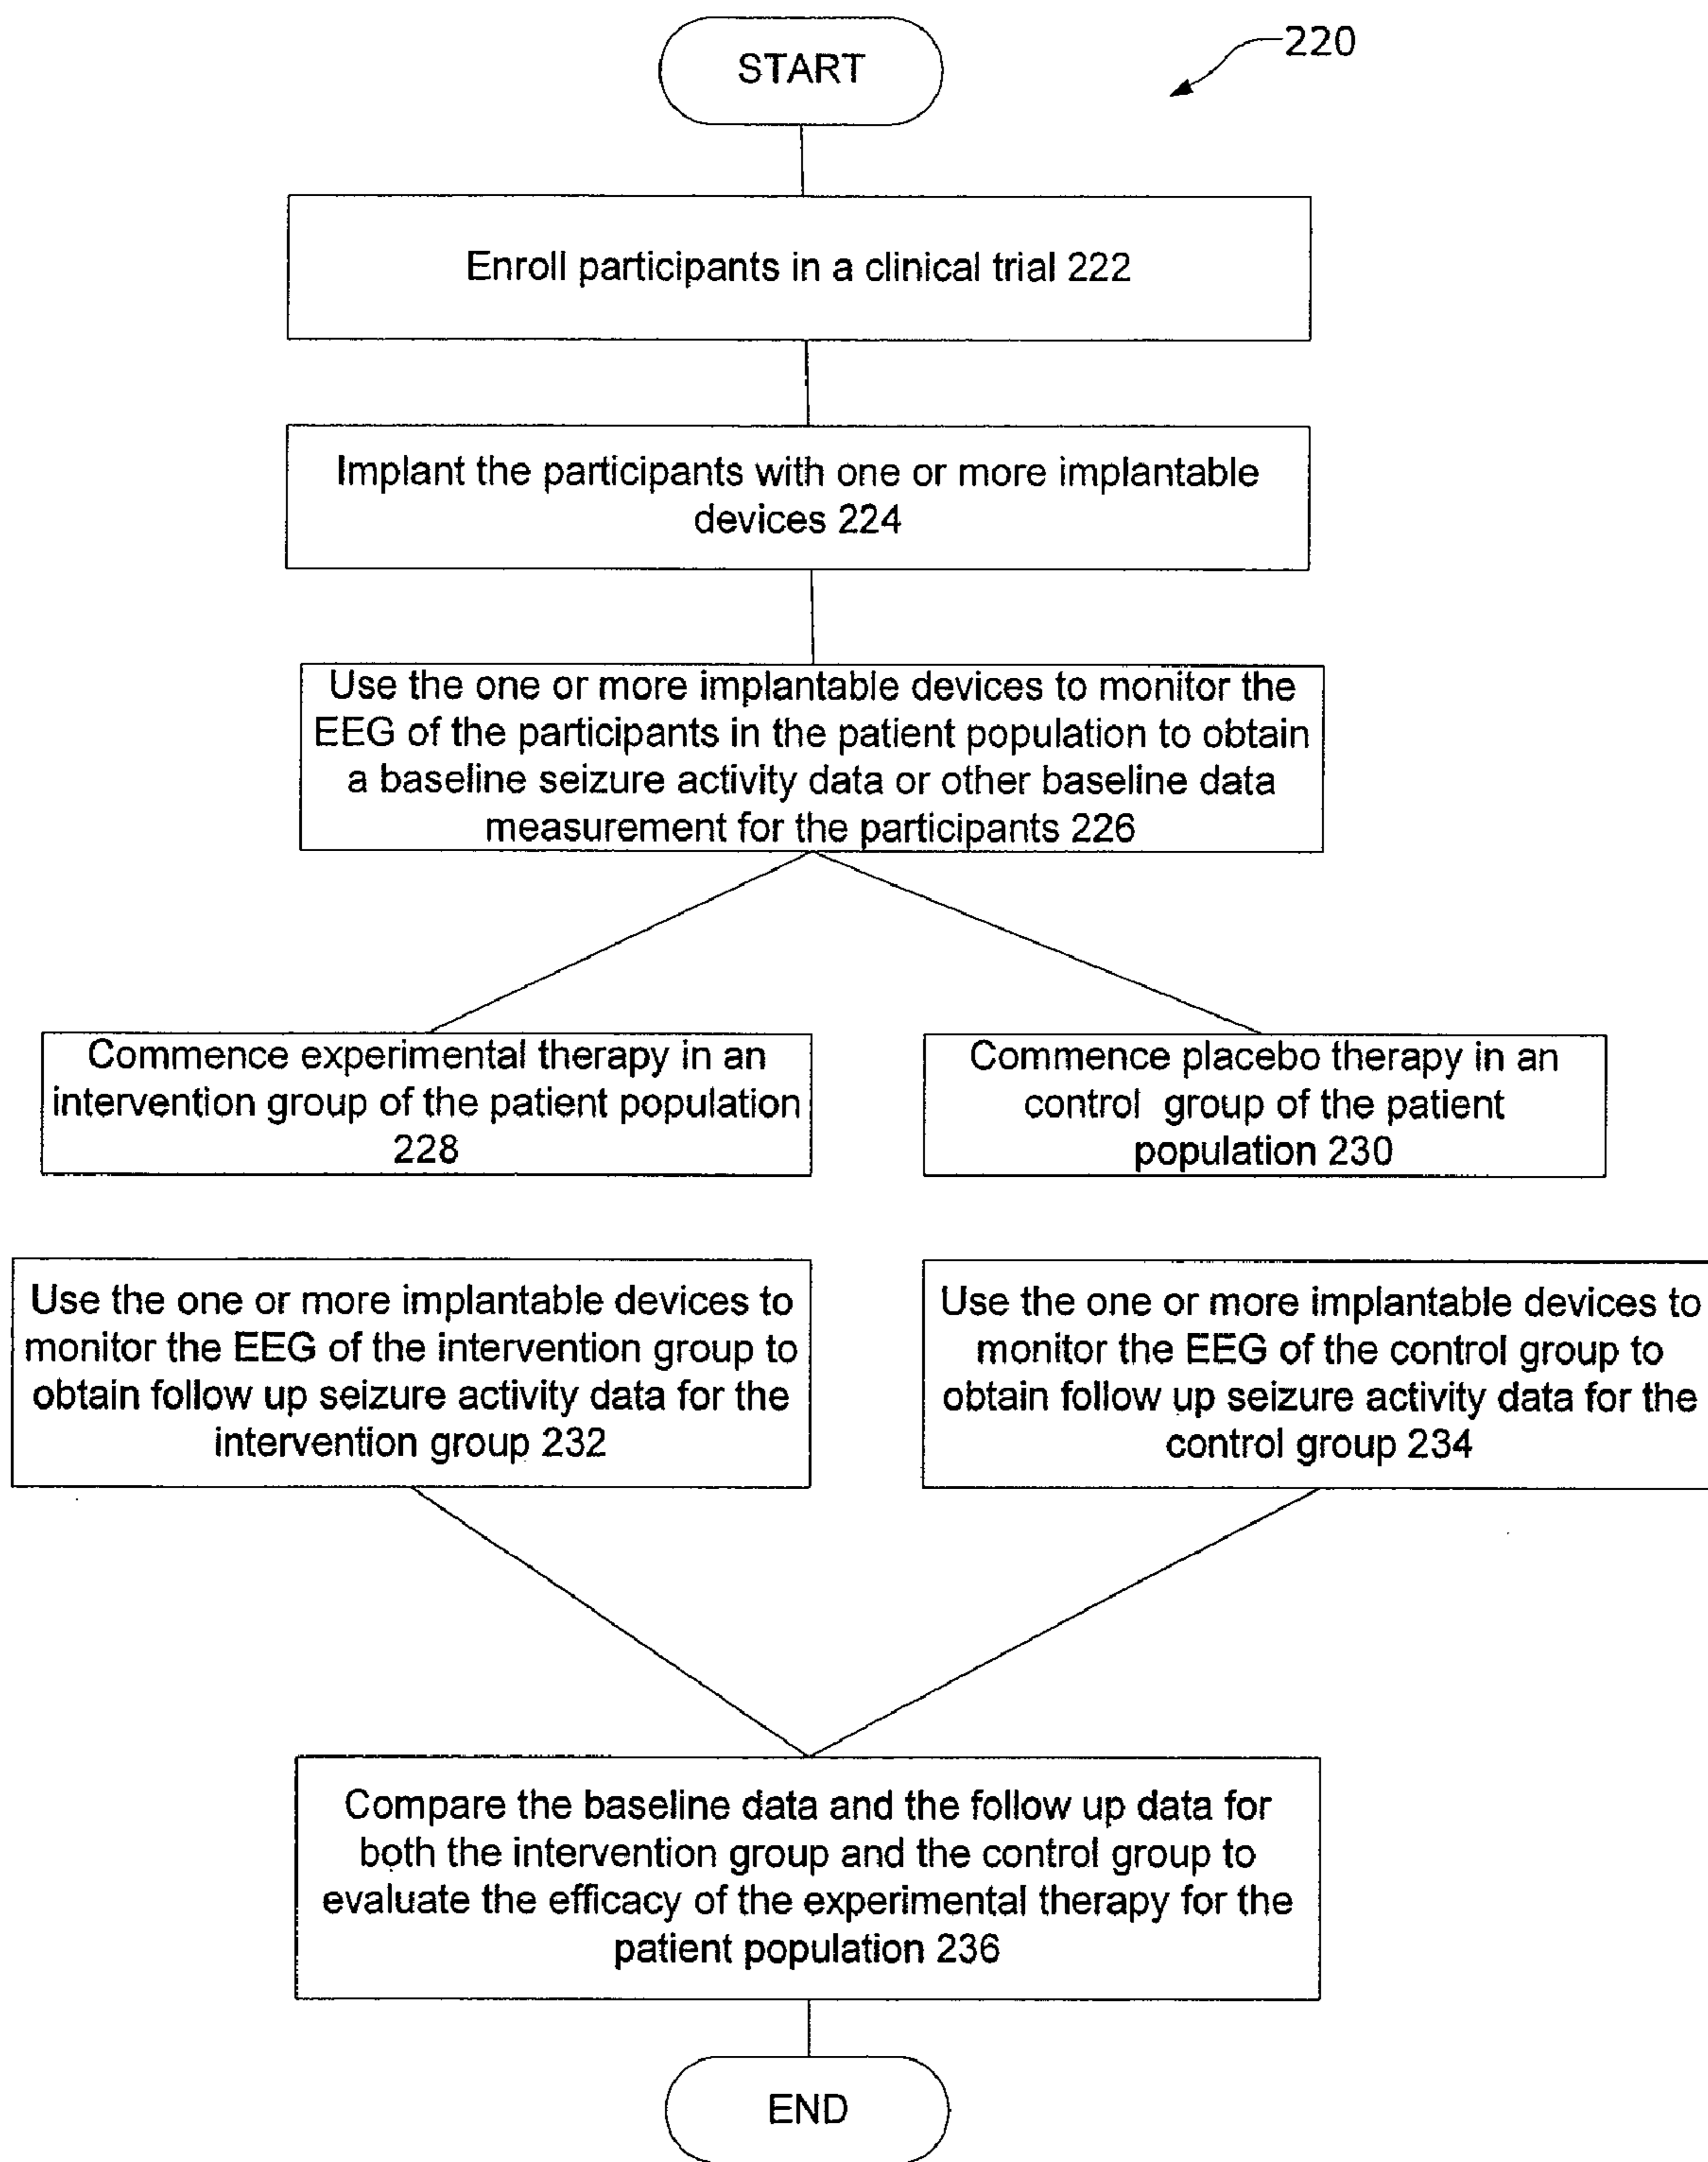 START
220
Enroll participants in a clinical trial 222
Implant the participants with one or more implantable
devices 224
Use the one or more implantable devices to monitor the
EEG of the participants in the patient population to obtain
a baseline seizure activity data or other baseline data
measurement for the participants 226
Commence experimental therapy in an
intervention group of the patient population
228
Commence placebo therapy in an
control group of the patient
population 230
Use the one or more implantable devices to
monitor the EEG of the intervention group to
obtain follow up seizure activity data for the
intervention group 232
Use the one or more implantable devices to
monitor the EEG of the control group to
obtain follow up seizure activity data for the
control group 234
Compare the baseline data and the follow up data for
both the intervention group and the control group to
evaluate the efficacy of the experimental therapy for the
patient population 236
END